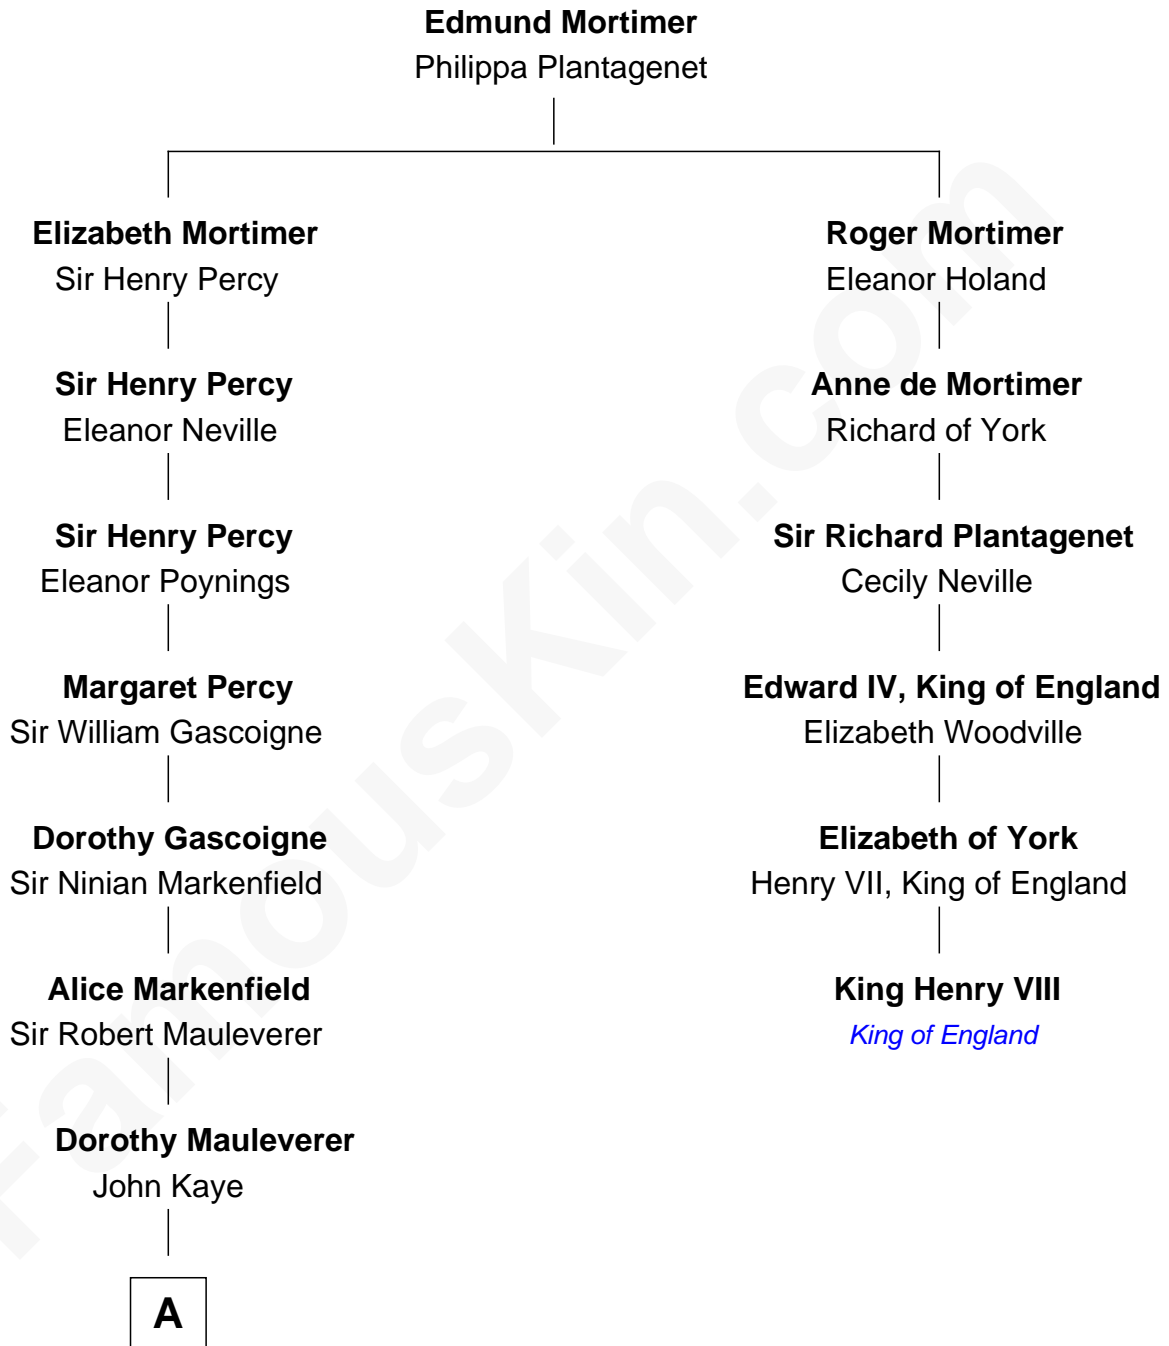 Edmund Mortimer
Philippa Plantagenet
Elizabeth Mortimer
Sir Henry Percy
Roger Mortimer
Eleanor Holand
Sir Henry Percy
Eleanor Neville
Anne de Mortimer
Richard of York
Sir Henry Percy
Eleanor Poynings
Sir Richard Plantagenet
Cecily Neville
Margaret Percy
Sir William Gascoigne
Edward IV, King of England
Elizabeth Woodville
Dorothy Gascoigne
Sir Ninian Markenfield
Elizabeth of York
Henry VII, King of England
Alice Markenfield
Sir Robert Mauleverer
King Henry VIII
King of England
Dorothy Mauleverer
John Kaye
A
FamousKin.com